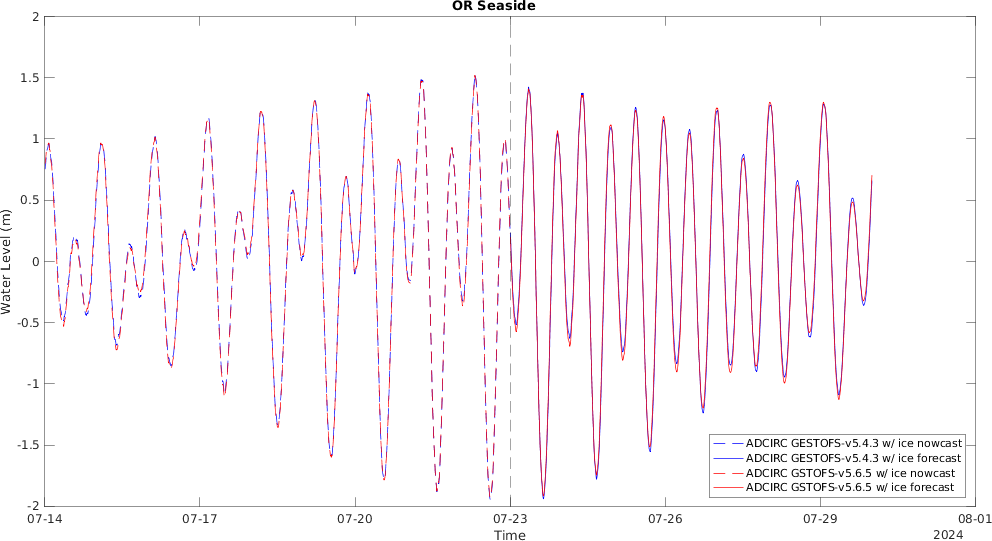 OR Seaside
2
1.5
1
0.5
0
-0.5
-1
-1.5
-2
Water Level (m)
07-14
07-17
07-20
07-23
07-26
07-29
08-01
Time
2024
ADCIRC GESTOFS-v5.4.3 w/ ice nowcast
ADCIRC GESTOFS-v5.4.3 w/ ice forecast
ADCIRC GSTOFS-v5.6.5 w/ ice nowcast
ADCIRC GSTOFS-v5.6.5 w/ ice forecast